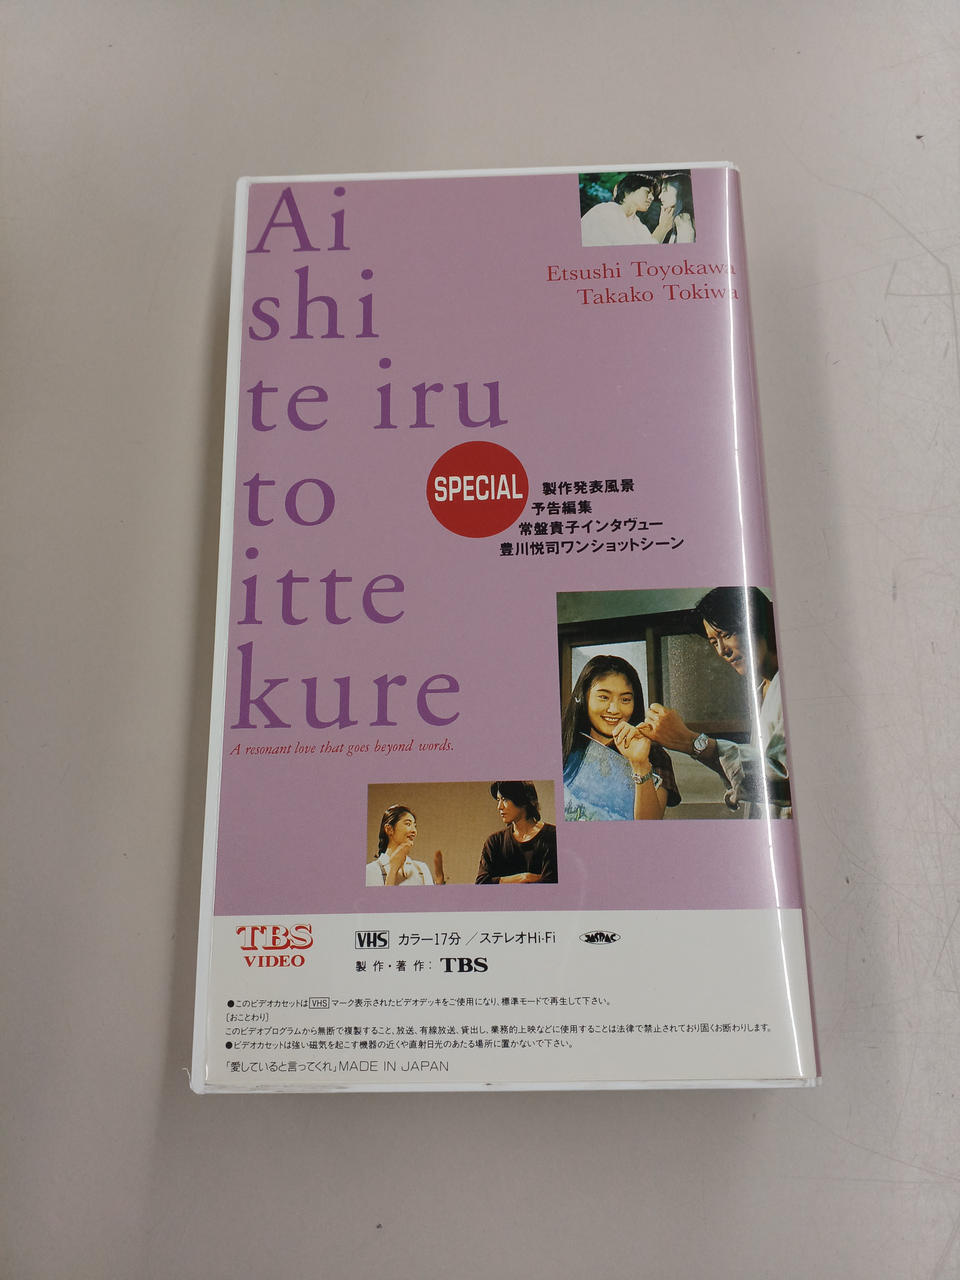 Ai
shi
te iru
to
itte
kure
A resonant love that goes beyond words.
Etsushi Toyokawa
Takako Tokiwa
SPECIAL
製作発表風景
予告編集
常盤貴子インタヴュー
豊川悦司ワンショットシーン
TBS
VIDEO
VHS カラー17分／ステレオHi-Fi
製作・著作：TBS
●このビデオカセットはVHSマーク表示されたビデオデッキをご使用になり、標準モードで再生して下さい。
〔おことわり〕
このビデオプログラムから無断で複製すること、放送、有線放送、貸出し、業務的上映などに使用することは法律で禁止されており固くお断わりします。
●ビデオカセットは強い磁気を起こす機器の近くや直射日光のあたる場所に置かないで下さい。
「愛していると言ってくれ」MADE IN JAPAN